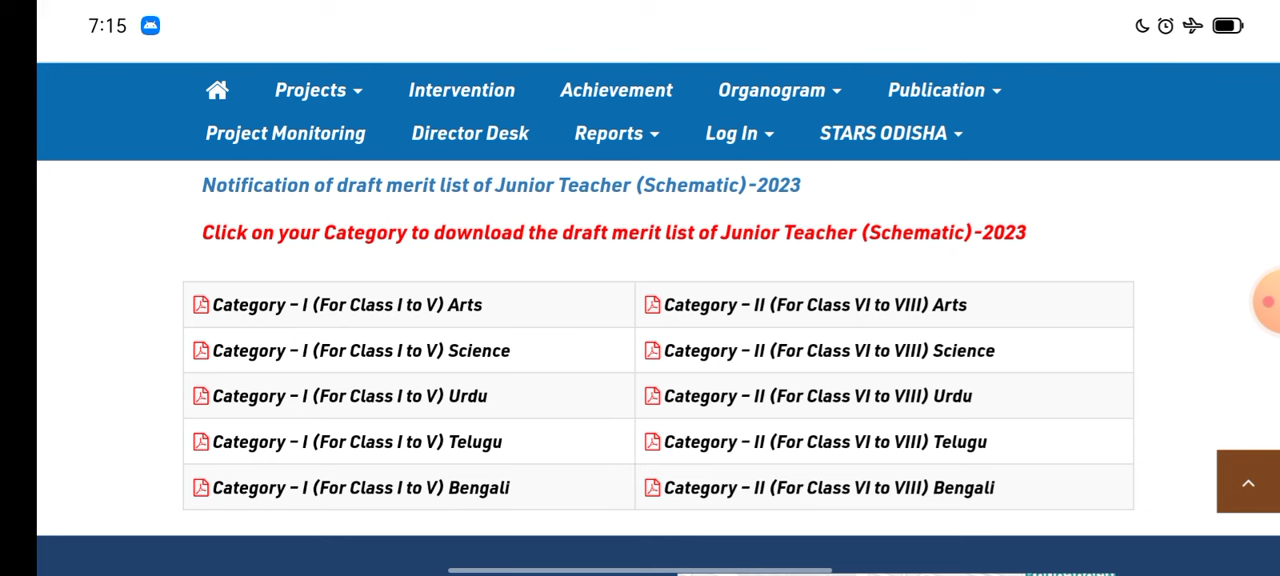 7:15
Projects
Intervention
Achievement
Organogram
Publication
Project Monitoring
Director Desk
Reports
Log In
STARS ODISHA
Notification of draft merit list of Junior Teacher (Schematic)-2023
Click on your Category to download the draft merit list of Junior Teacher (Schematic)-2023
Category – I (For Class I to V) Arts
Category – II (For Class VI to VIII) Arts
Category – I (For Class I to V) Science
Category – II (For Class VI to VIII) Science
Category – I (For Class I to V) Urdu
Category – II (For Class VI to VIII) Urdu
Category – I (For Class I to V) Telugu
Category – II (For Class VI to VIII) Telugu
Category – I (For Class I to V) Bengali
Category – II (For Class VI to VIII) Bengali